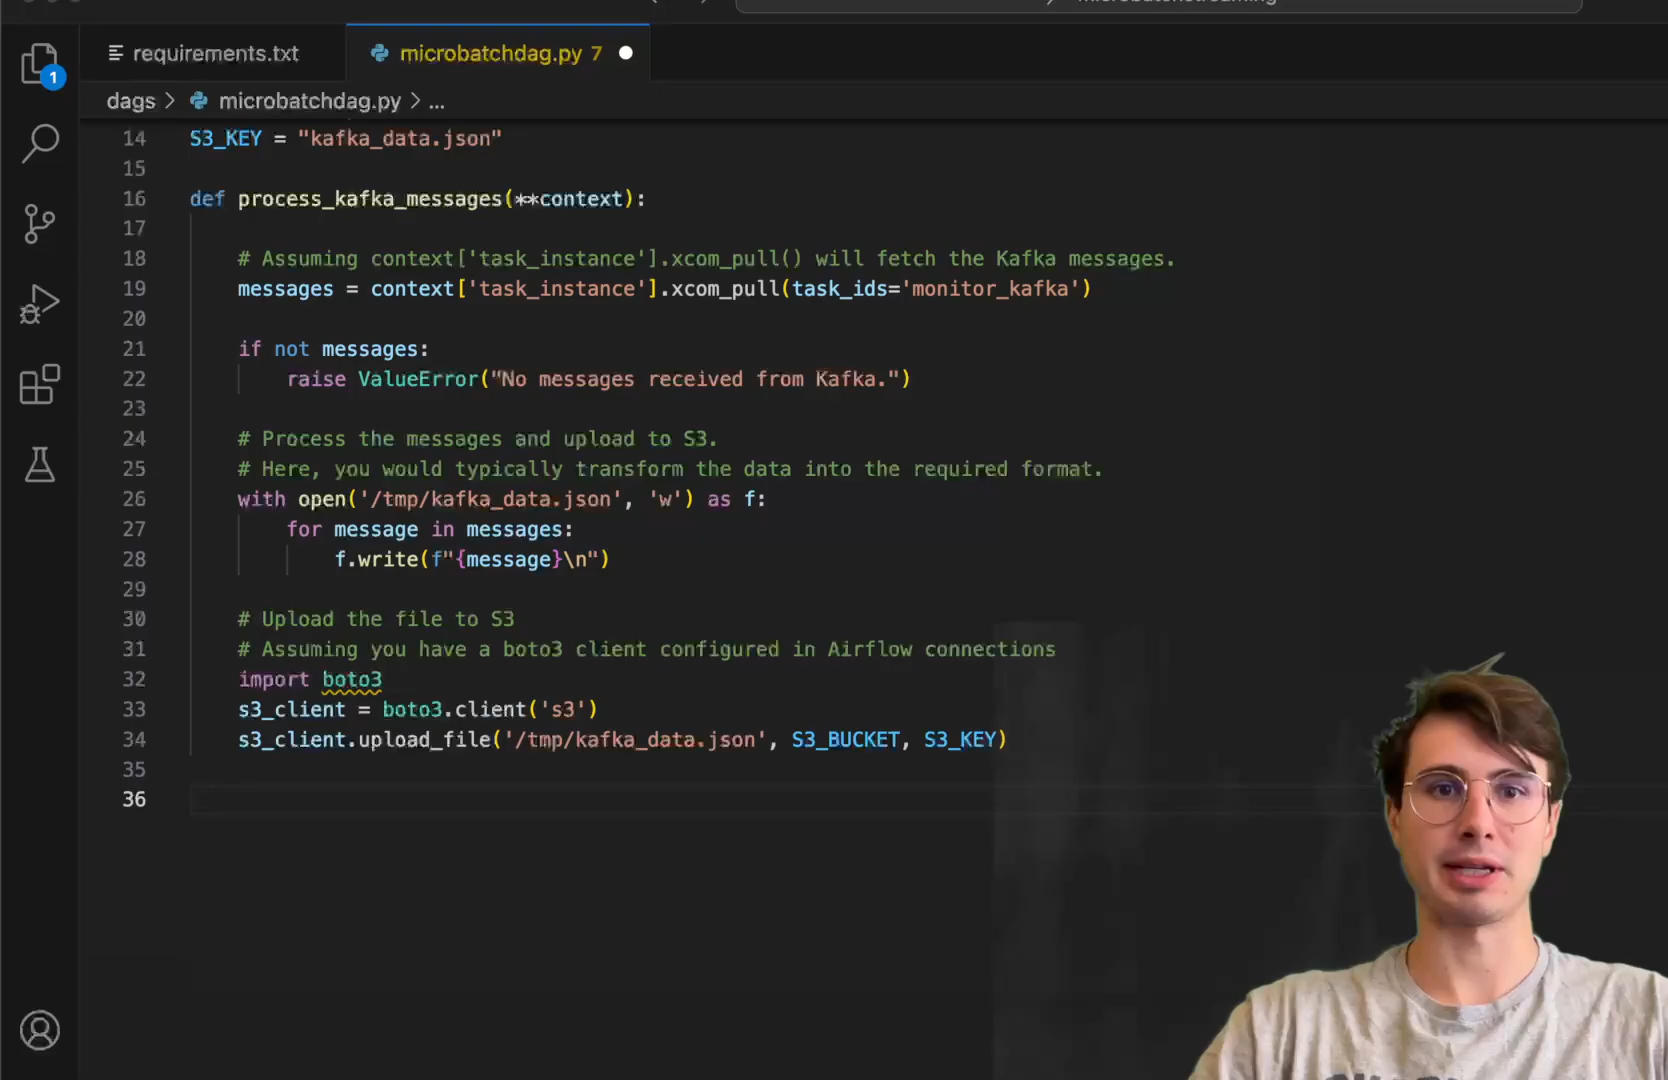 requirements.txt
microbatchdag.py 7
dags > microbatchdag.py > ...
14 S3_KEY = "kafka_data.json"
15
16 def process_kafka_messages(**context):
17
18 # Assuming context['task_instance'].xcom_pull() will fetch the Kafka messages.
19 messages = context['task_instance'].xcom_pull(task_ids='monitor_kafka')
20
21 if not messages:
22 raise ValueError("No messages received from Kafka.")
23
24 # Process the messages and upload to S3.
25 # Here, you would typically transform the data into the required format.
26 with open('/tmp/kafka_data.json', 'w') as f:
27 for message in messages:
28 f.write(f"{message}\n")
29
30 # Upload the file to S3
31 # Assuming you have a boto3 client configured in Airflow connections
32 import boto3
33 s3_client = boto3.client('s3')
34 s3_client.upload_file('/tmp/kafka_data.json', S3_BUCKET, S3_KEY)
35
36
1